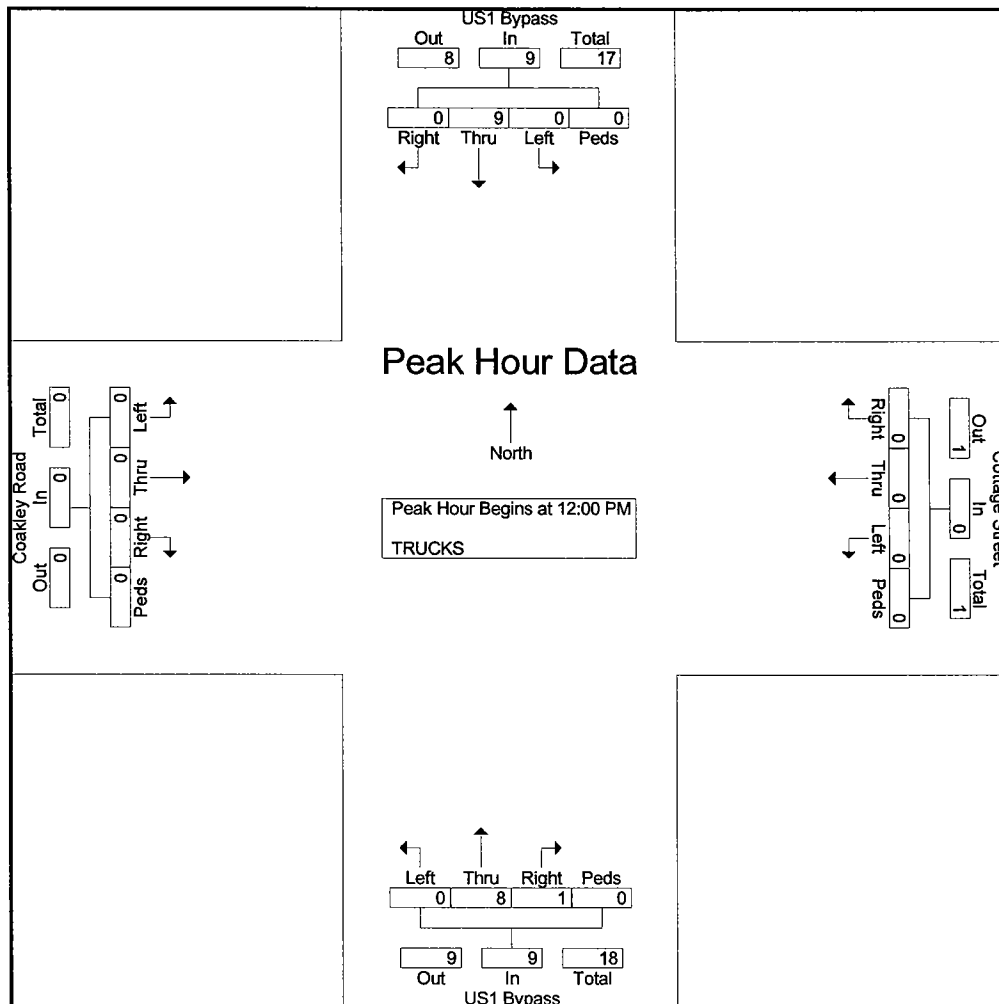 US1 Bypass
Out In Total
8 9 17
0 9 0 0
Right Thru Left Peds
Peak Hour Data
North
Peak Hour Begins at 12:00 PM
TRUCKS
Coakley Road
Out In Total
0 0 0
Left Thru Right Peds
0 0 0 0
Cottage Street
Out In Total
1 0 1
Right Thru Left Peds
0 0 0 0
Left Thru Right Peds
0 8 1 0
9 9 18
Out In Total
US1 Bypass